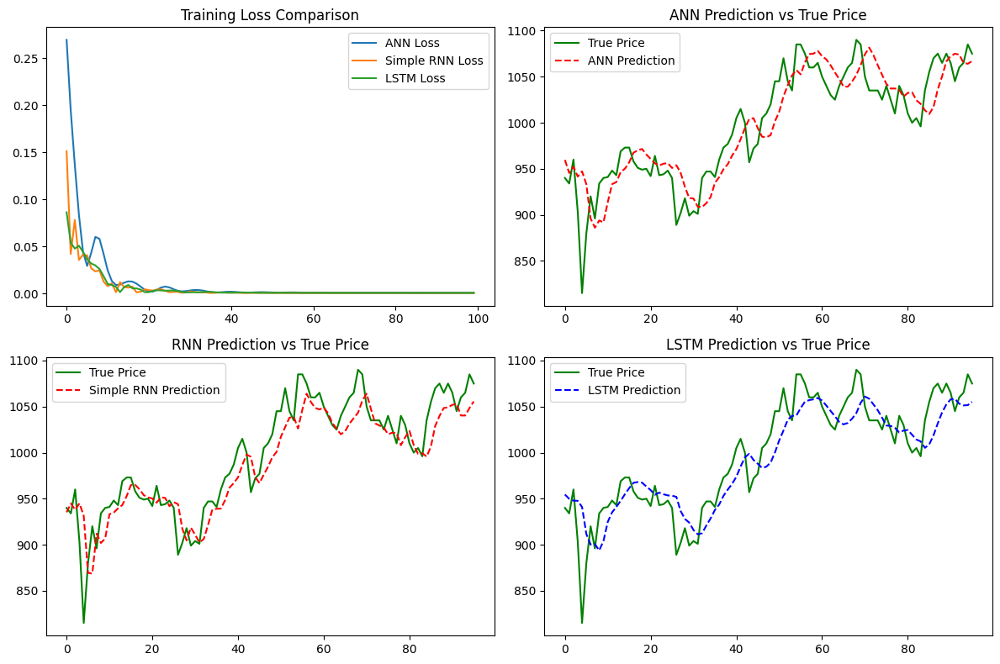 Training Loss Comparison
ANN Loss
Simple RNN Loss
LSTM Loss
0.25
0.20
0.15
0.10
0.05
0.00
0 20 40 60 80 100
ANN Prediction vs True Price
True Price
ANN Prediction
1100
1050
1000
950
900
850
0 20 40 60 80
RNN Prediction vs True Price
True Price
Simple RNN Prediction
1100
1050
1000
950
900
850
0 20 40 60 80
LSTM Prediction vs True Price
True Price
LSTM Prediction
1100
1050
1000
950
900
850
0 20 40 60 80